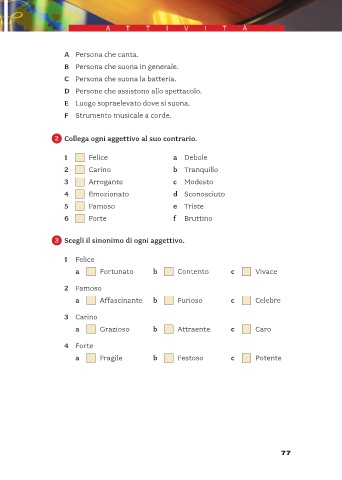 ATTIVITÀ
A Persona che canta.
B Persona che suona in generale.
C Persona che suona la batteria.
D Persone che assistono allo spettacolo.
E Luogo sopraelevato dove si suona.
F Strumento musicale a corde.
2 Collega ogni aggettivo al suo contrario.
1 Felice a Debole
2 Carino b Tranquillo
3 Arrogante c Modesto
4 Emozionato d Sconosciuto
5 Famoso e Triste
6 Forte f Bruttino
3 Scegli il sinonimo di ogni aggettivo.
1 Felice
a Fortunato b Contento c Vivace
2 Famoso
a Affascinante b Furioso c Celebre
3 Carino
a Grazioso b Attraente c Caro
4 Forte
a Fragile b Festoso c Potente
77